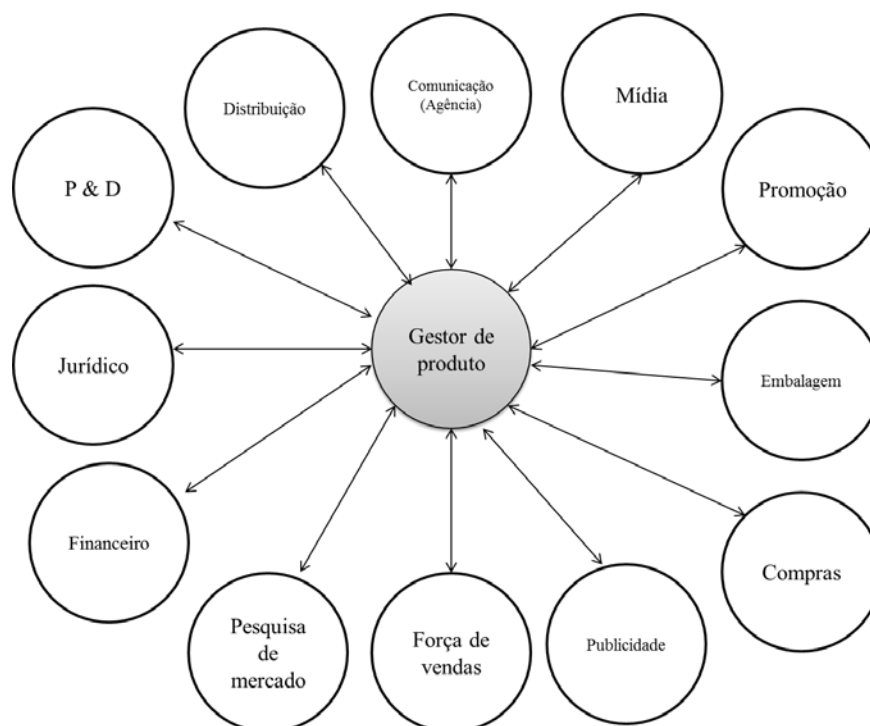 Comunicação
(Agência)
Mídia
Distribuição
P & D
Promoção
Gestor de
produto
Jurídico
Embalagem
Financeiro
Compras
Pesquisa
de
mercado
Força de
vendas
Publicidade